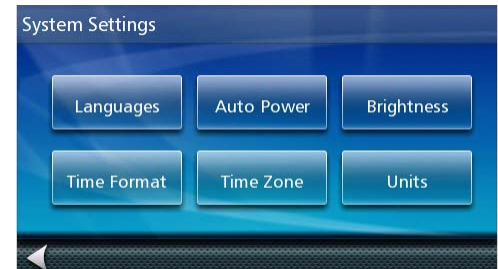 System Settings
Languages Auto Power Brightness
Time Format Time Zone Units